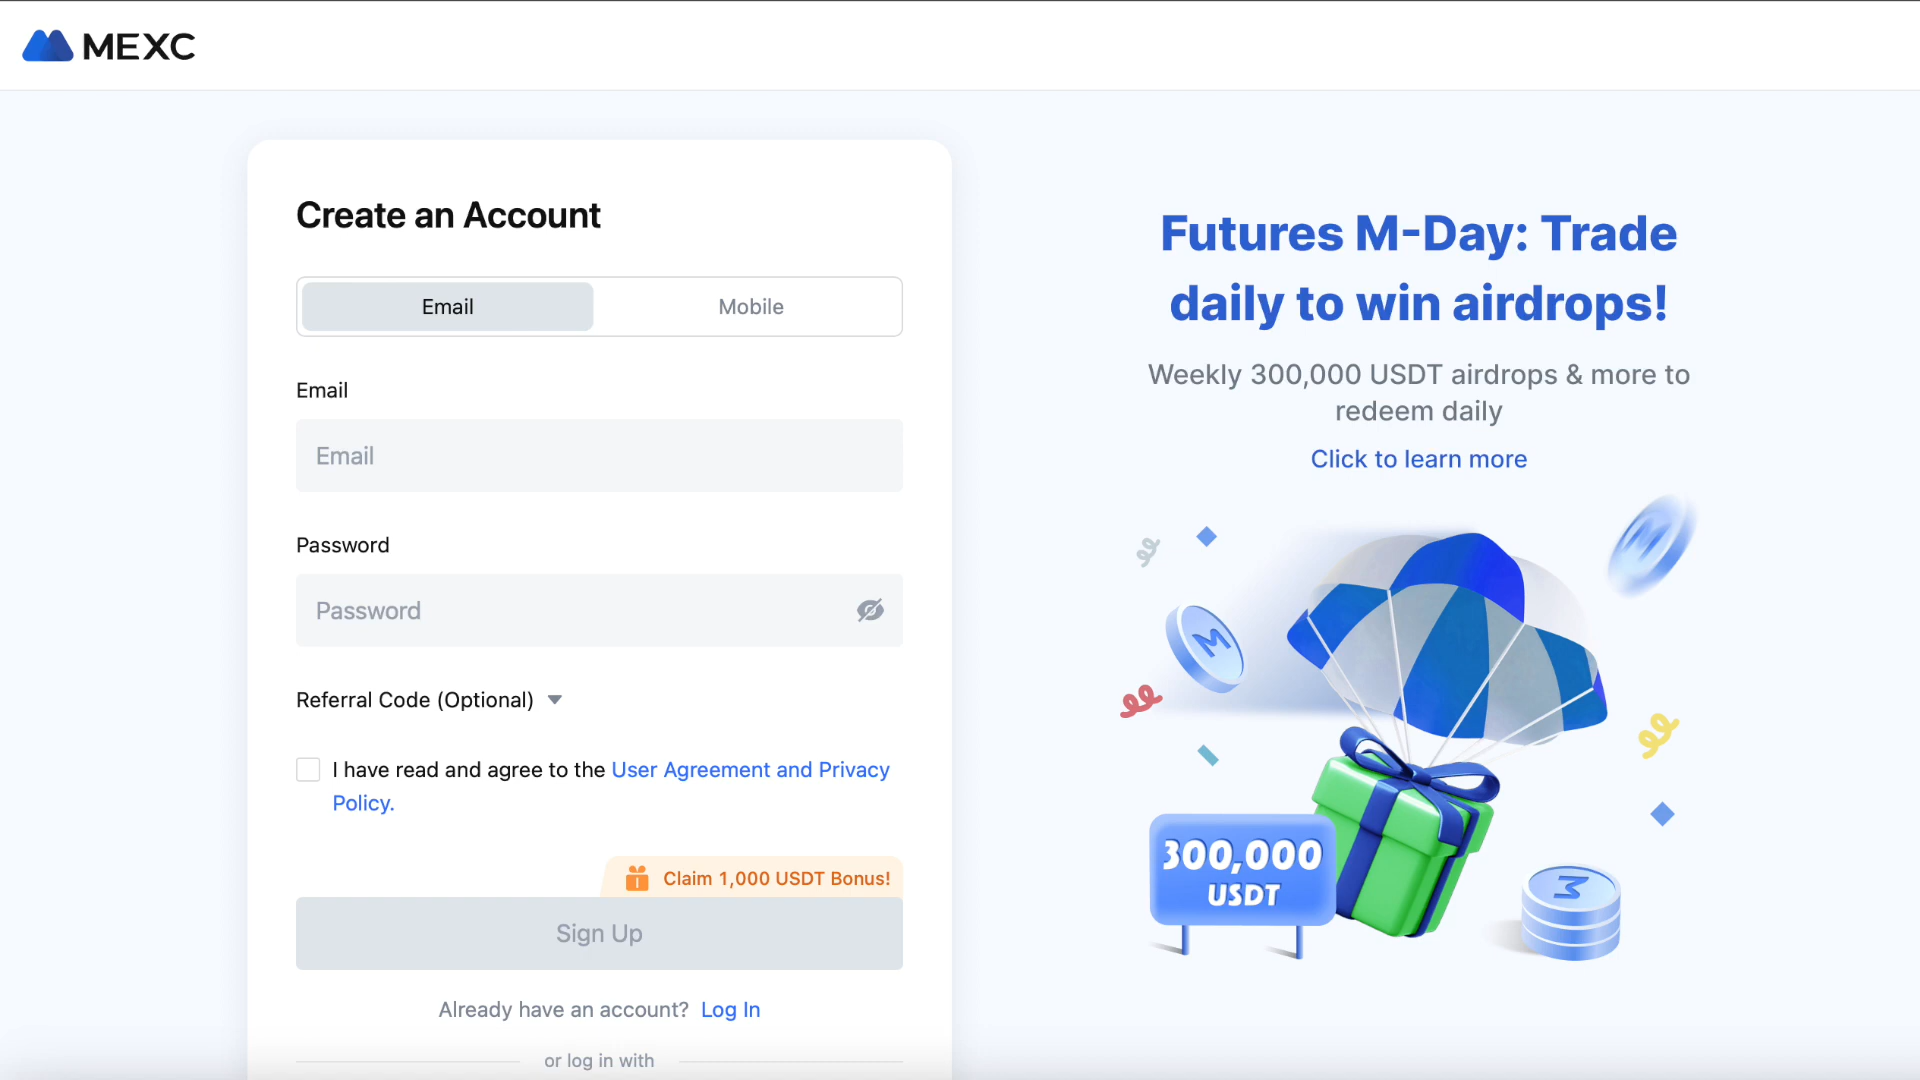 MEXC
Create an Account
Email
Mobile
Email
Email
Password
Password
Referral Code (Optional)
I have read and agree to the User Agreement and Privacy
Policy.
Claim 1,000 USDT Bonus!
Sign Up
Already have an account? Log In
or log in with
Futures M-Day: Trade
daily to win airdrops!
Weekly 300,000 USDT airdrops & more to
redeem daily
Click to learn more
M
M
300,000
USDT
M